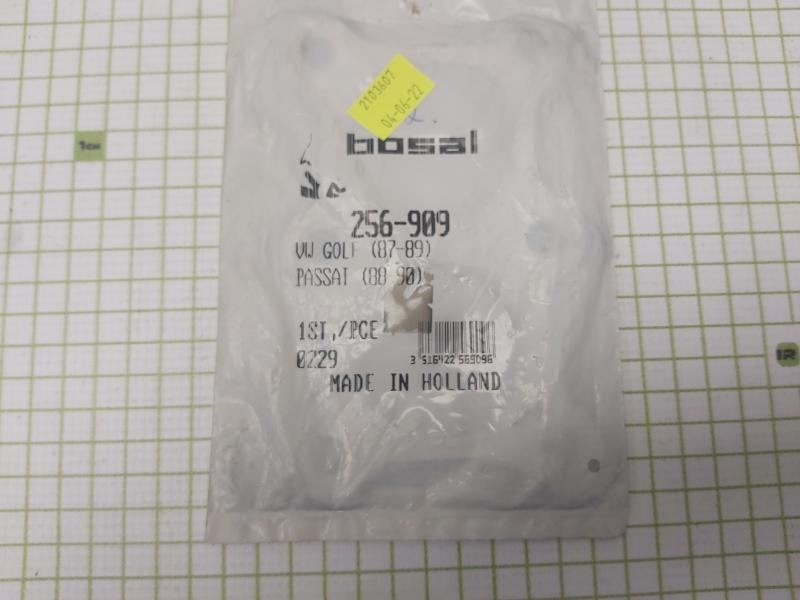 2103607
04-06-22
bosal
256-909
VW GOLF (87-89)
PASSAT (88-90)
1ST./PCE
0229
3 516422 569096
MADE IN HOLLAND
1CM